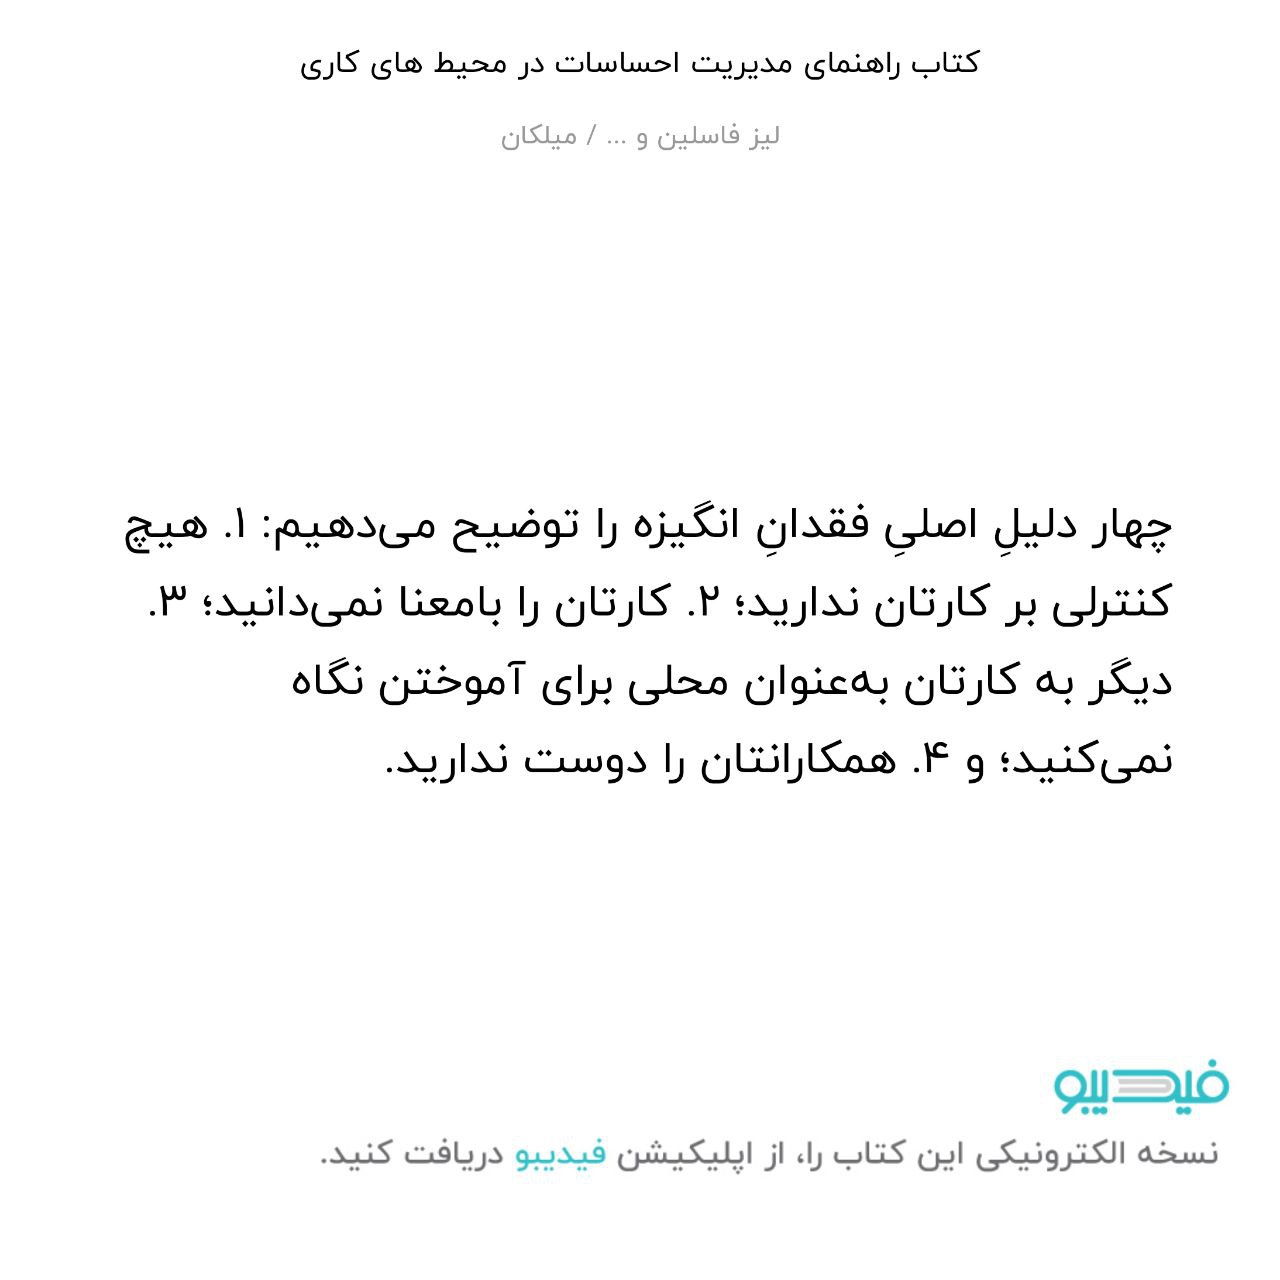 کتاب راهنمای مدیریت احساسات در محیط های کاری
لیز فاسلین و ... / میلکان
چهار دلیلِ اصلیِ فقدانِ انگیزه را توضیح می‌دهیم: ۱. هیچ
کنترلی بر کارتان ندارید؛ ۲. کارتان را بامعنا نمی‌دانید؛ ۳.
دیگر به کارتان به‌عنوان محلی برای آموختن نگاه
نمی‌کنید؛ و ۴. همکارانتان را دوست ندارید.
فیدیبو
نسخه الکترونیکی این کتاب را، از اپلیکیشن فیدیبو دریافت کنید.